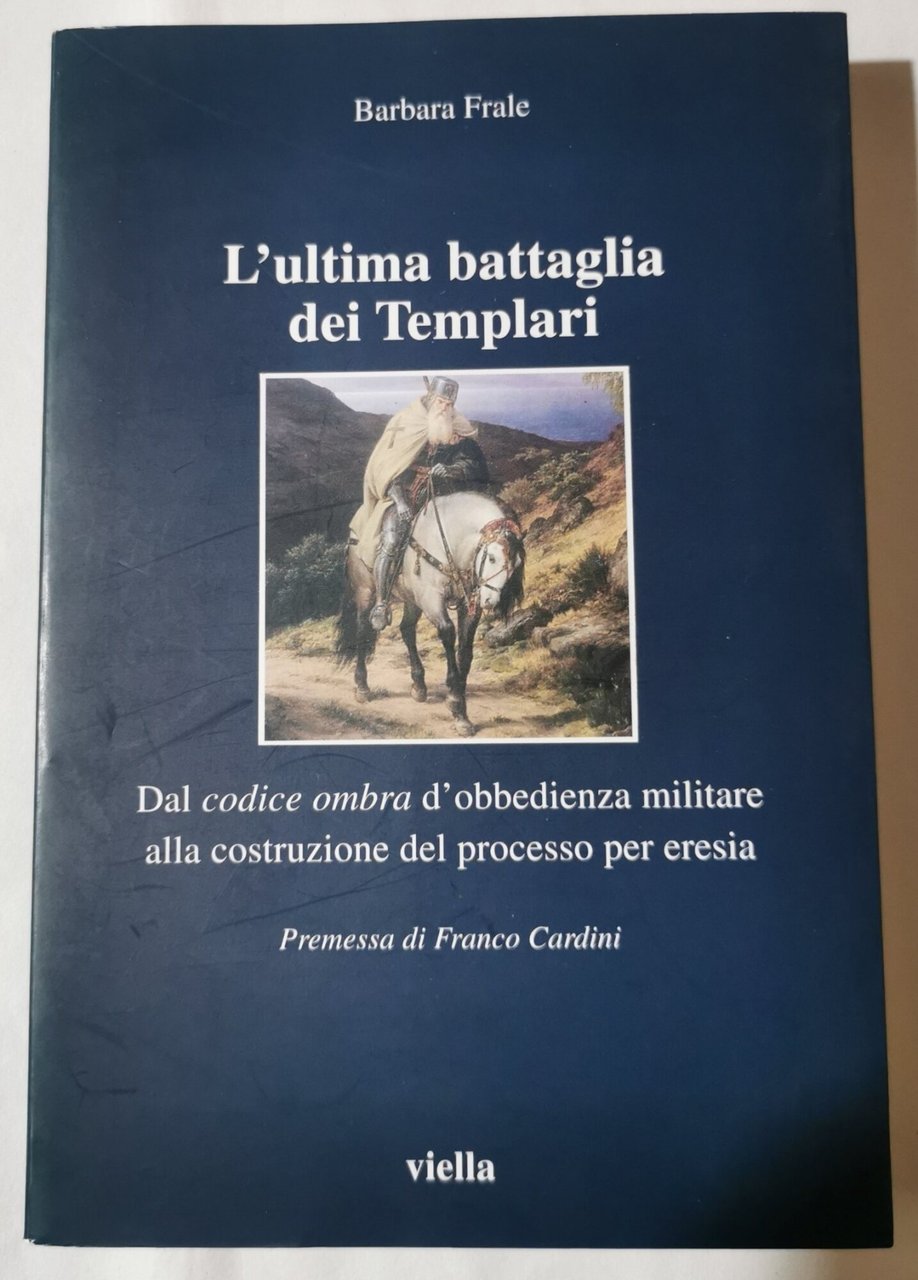 Barbara Frale
L'ultima battaglia
dei Templari
Dal codice ombra d'obbedienza militare
alla costruzione del processo per eresia
Premessa di Franco Cardini
viella